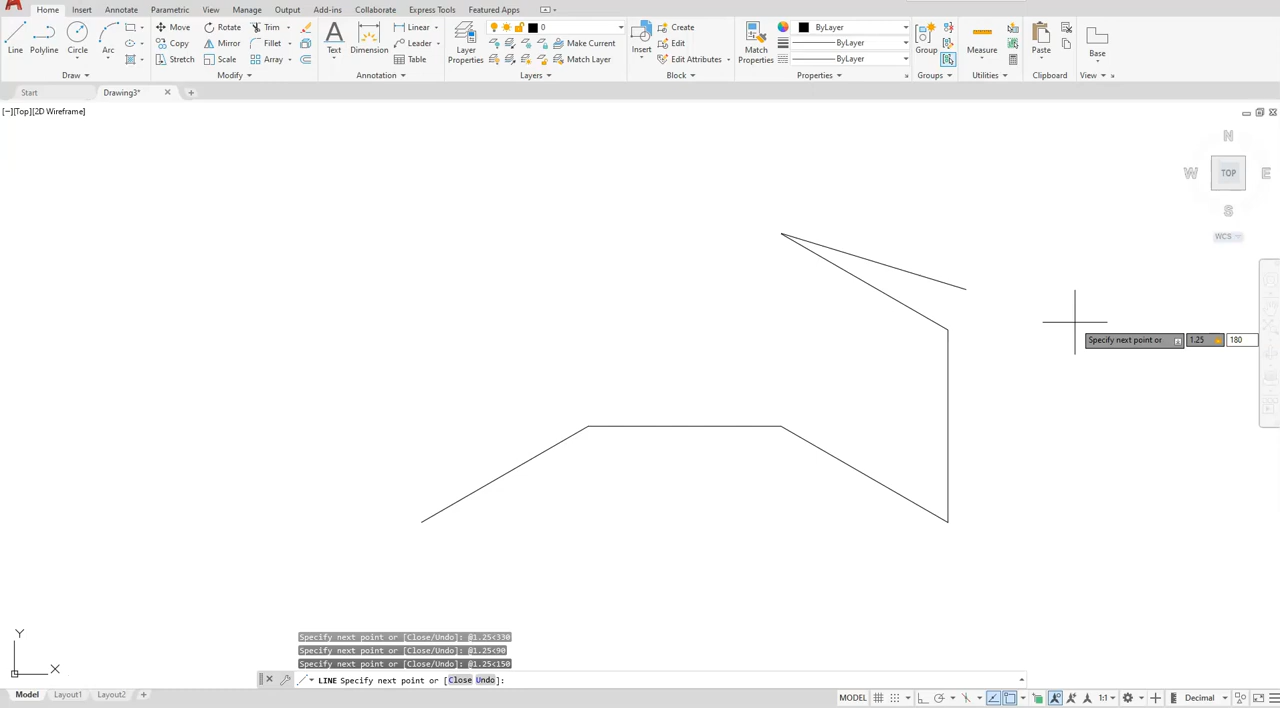 Home Insert Annotate Parametric View Manage Output Add-ins Collaborate Express Tools Featured Apps
Line Polyline Circle Arc Move Rotate Trim Text Dimension Linear Layer Properties 0 Insert Create Match Properties ByLayer Group Measure Paste Base
Copy Mirror Fillet Leader Make Current Edit ByLayer
Stretch Scale Array Table Match Layer Edit Attributes ByLayer
Draw Modify Annotation Layers Block Properties Groups Utilities Clipboard View
Start Drawing3*
[−][Top][2D Wireframe]
N
W TOP E
S
WCS
Specify next point or 1.25 180
Y
X
Specify next point or [Close/Undo]: @1.25<330
Specify next point or [Close/Undo]: @1.25<90
Specify next point or [Close/Undo]: @1.25<150
LINE Specify next point or [Close Undo]:
Model Layout1 Layout2 MODEL 1:1 Decimal